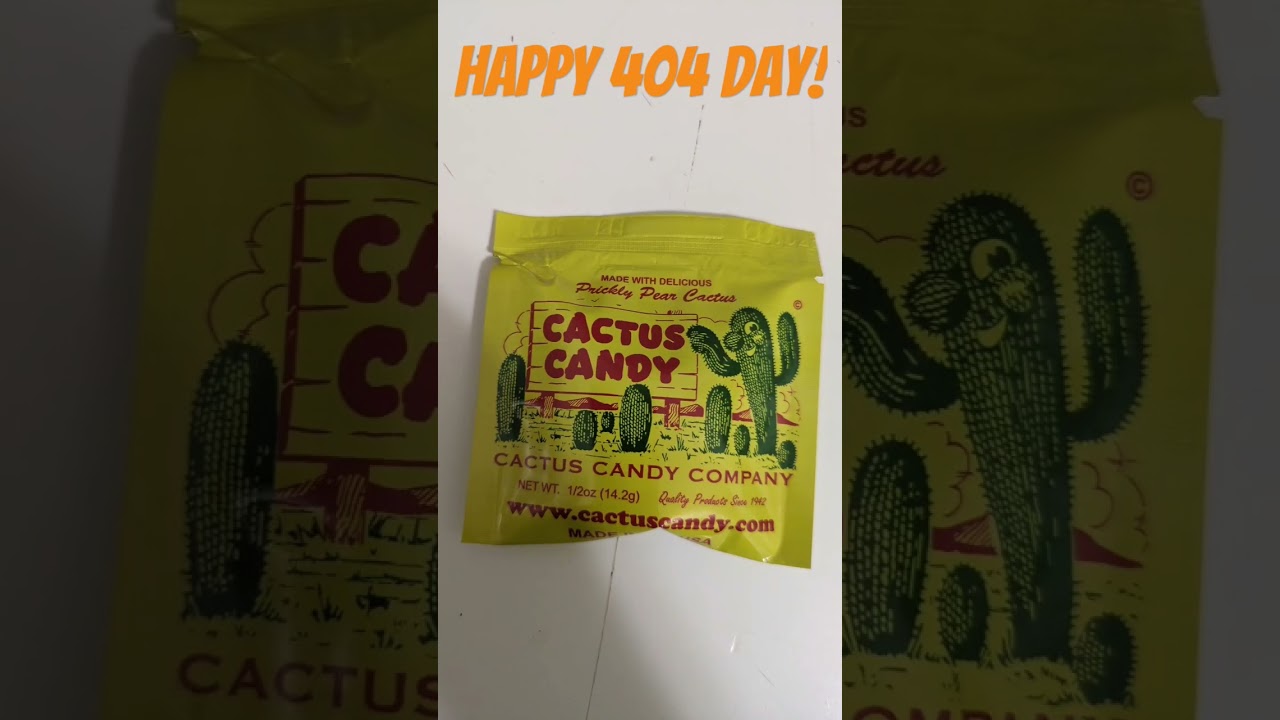 HAPPY 404 DAY!
MADE WITH DELICIOUS
Prickly Pear Cactus
©
CACTUS
CANDY
CACTUS CANDY COMPANY
NET WT. 1/2oz (14.2g) Quality Products Since 1942
www.cactuscandy.com
MADE